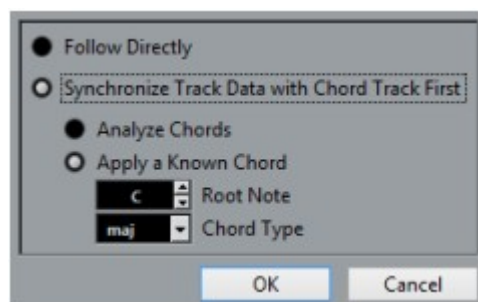 Follow Directly
Synchronize Track Data with Chord Track First
Analyze Chords
Apply a Known Chord
C Root Note
maj Chord Type
OK Cancel